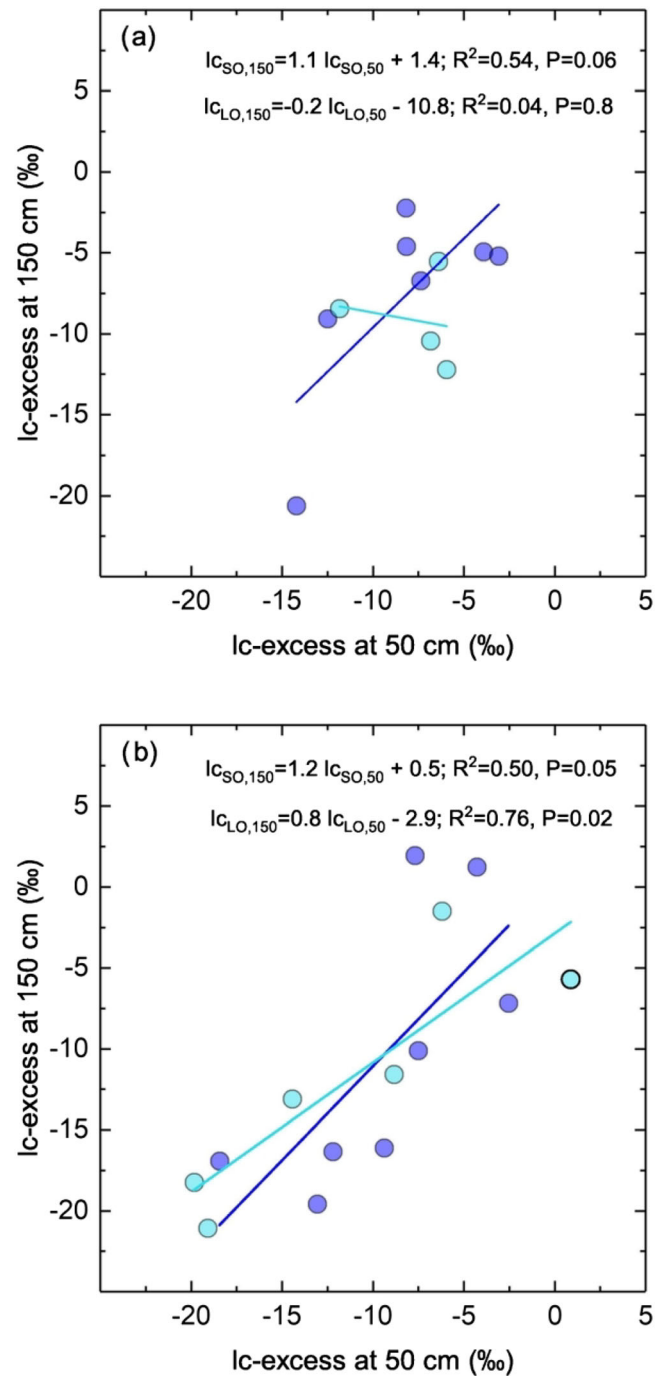 (a)
lc_SO,150=1.1 lc_SO,50 + 1.4; R²=0.54, P=0.06
lc_LO,150=-0.2 lc_LO,50 - 10.8; R²=0.04, P=0.8
5
0
-5
-10
-15
-20
lc-excess at 150 cm (‰)
-20 -15 -10 -5 0 5
lc-excess at 50 cm (‰)
(b)
lc_SO,150=1.2 lc_SO,50 + 0.5; R²=0.50, P=0.05
lc_LO,150=0.8 lc_LO,50 - 2.9; R²=0.76, P=0.02
5
0
-5
-10
-15
-20
lc-excess at 150 cm (‰)
-20 -15 -10 -5 0 5
lc-excess at 50 cm (‰)